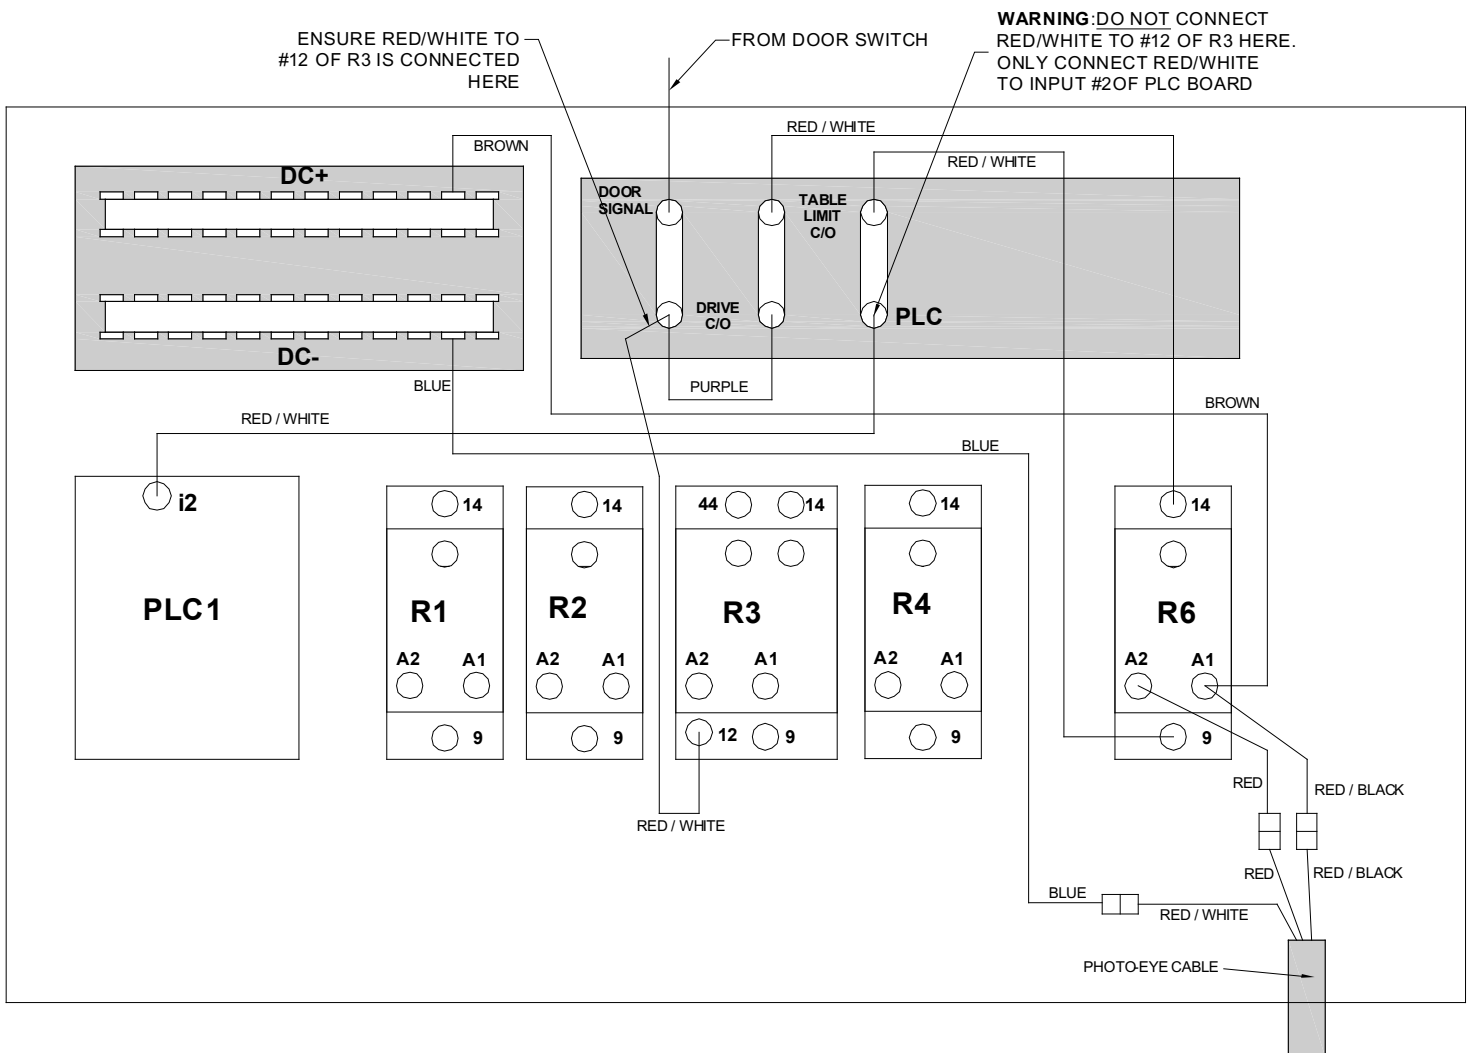 ENSURE RED/WHITE TO
#12 OF R3 IS CONNECTED
HERE
FROM DOOR SWITCH
WARNING:DO NOT CONNECT
RED/WHITE TO #12 OF R3 HERE.
ONLY CONNECT RED/WHITE
TO INPUT #2OF PLC BOARD
BROWN
RED / WHITE
RED / WHITE
DC+
DOOR
SIGNAL
TABLE
LIMIT
C/O
DRIVE
C/O
PLC
DC-
BLUE
PURPLE
BROWN
RED / WHITE
BLUE
i2
14
14
44
14
14
14
PLC1
R1
R2
R3
R4
R6
A2
A1
A2
A1
A2
A1
A2
A1
A2
A1
9
9
12
9
9
9
RED / WHITE
RED
RED / BLACK
RED
RED / BLACK
BLUE
RED / WHITE
PHOTO-EYE CABLE